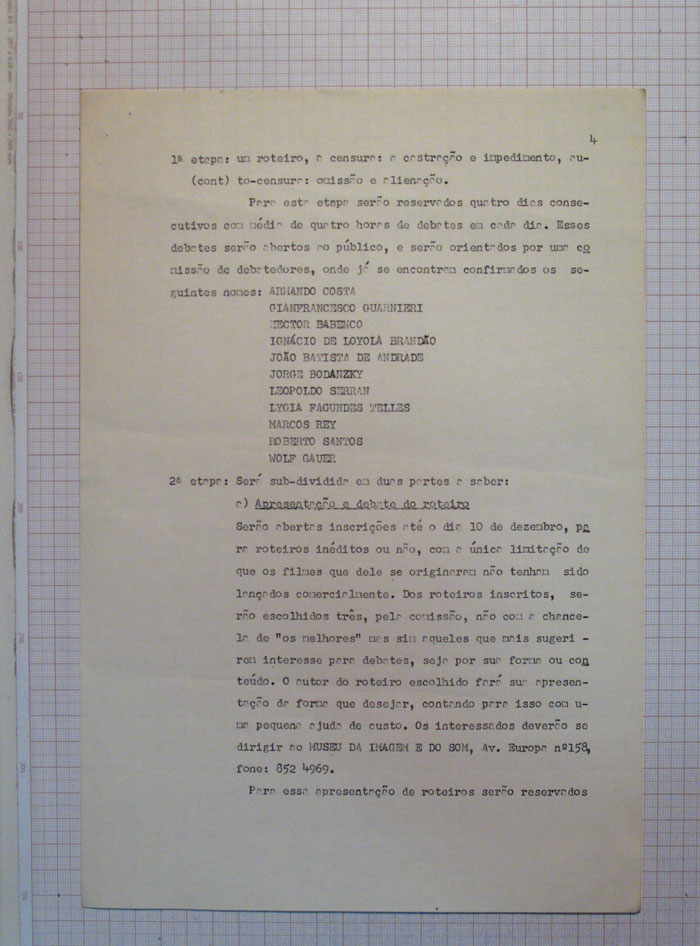 4
1ª etapa: um roteiro, a censura: a castração e impedimento, au-
(cont) to-censura: omissão e alienação.
Para esta etapa serão reservados quatro dias conse-
cutivos com média de quatro horas de debates em cada dia. Esses
debates serão abertos ao público, e serão orientados por uma co
missão de debatedores, onde já se encontram confirmados os se-
guintes nomes: ARMANDO COSTA
GIANFRANCESCO GUARNIERI
HECTOR BABENCO
IGNÁCIO DE LOYOLA BRANDÃO
JOÃO BATISTA DE ANDRADE
JORGE BODANZKY
LEOPOLDO SERRAN
LYGIA FAGUNDES TELLES
MARCOS REY
ROBERTO SANTOS
WOLF GAUER
2ª etapa: Será sub-dividida em duas partes a saber:
a) Apresentação e debate do roteiro
Serão abertas inscrições até o dia 10 de dezembro, pa
ra roteiros inéditos ou não, com a única limitação de
que os filmes que dele se originaram não tenham sido
lançados comercialmente. Dos roteiros inscritos, se-
rão escolhidos três, pela comissão, não com a chance-
la de "os melhores" mas sim aqueles que mais sugeri -
rem interesse para debates, seja por sua forma ou con
teúdo. O autor do roteiro escolhido fará sua apresen-
tação da forma que desejar, contando para isso com u-
ma pequena ajuda de custo. Os interessados deverão se
dirigir ao MUSEU DA IMAGEM E DO SOM, Av. Europa nº158,
fone: 852 4969.
Para essa apresentação de roteiros serão reservados